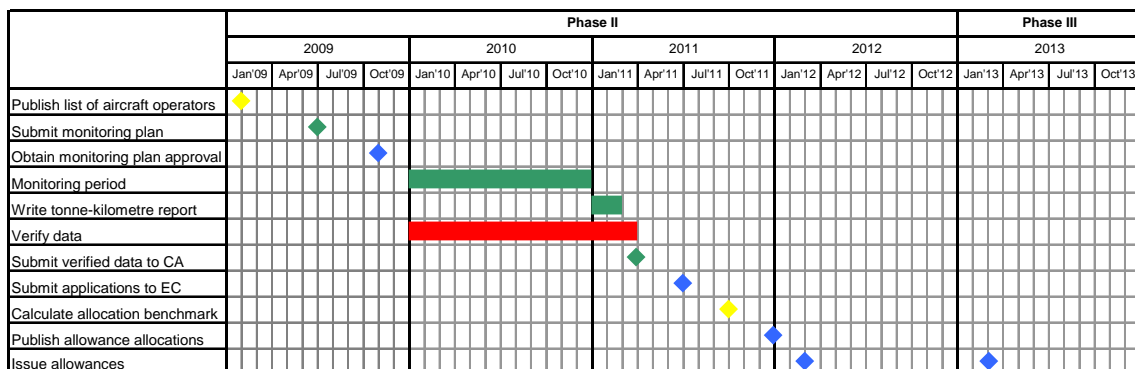 Phase II Phase III
2009 2010 2011 2012 2013
Jan'09 Apr'09 Jul'09 Oct'09 Jan'10 Apr'10 Jul'10 Oct'10 Jan'11 Apr'11 Jul'11 Oct'11 Jan'12 Apr'12 Jul'12 Oct'12 Jan'13 Apr'13 Jul'13 Oct'13
Publish list of aircraft operators
Submit monitoring plan
Obtain monitoring plan approval
Monitoring period
Write tonne-kilometre report
Verify data
Submit verified data to CA
Submit applications to EC
Calculate allocation benchmark
Publish allowance allocations
Issue allowances